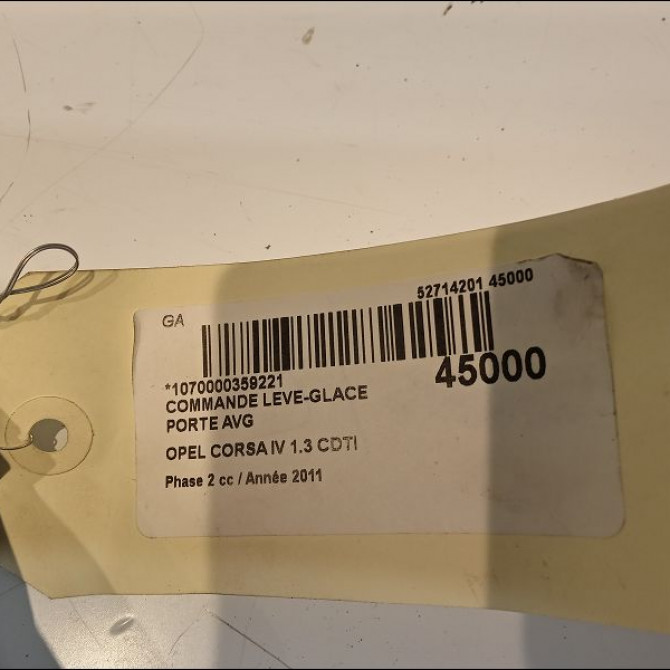 GA
52714201 45000
*1070000359221
45000
COMMANDE LEVE-GLACE
PORTE AVG
OPEL CORSA IV 1.3 CDTI
Phase 2 cc / Année 2011